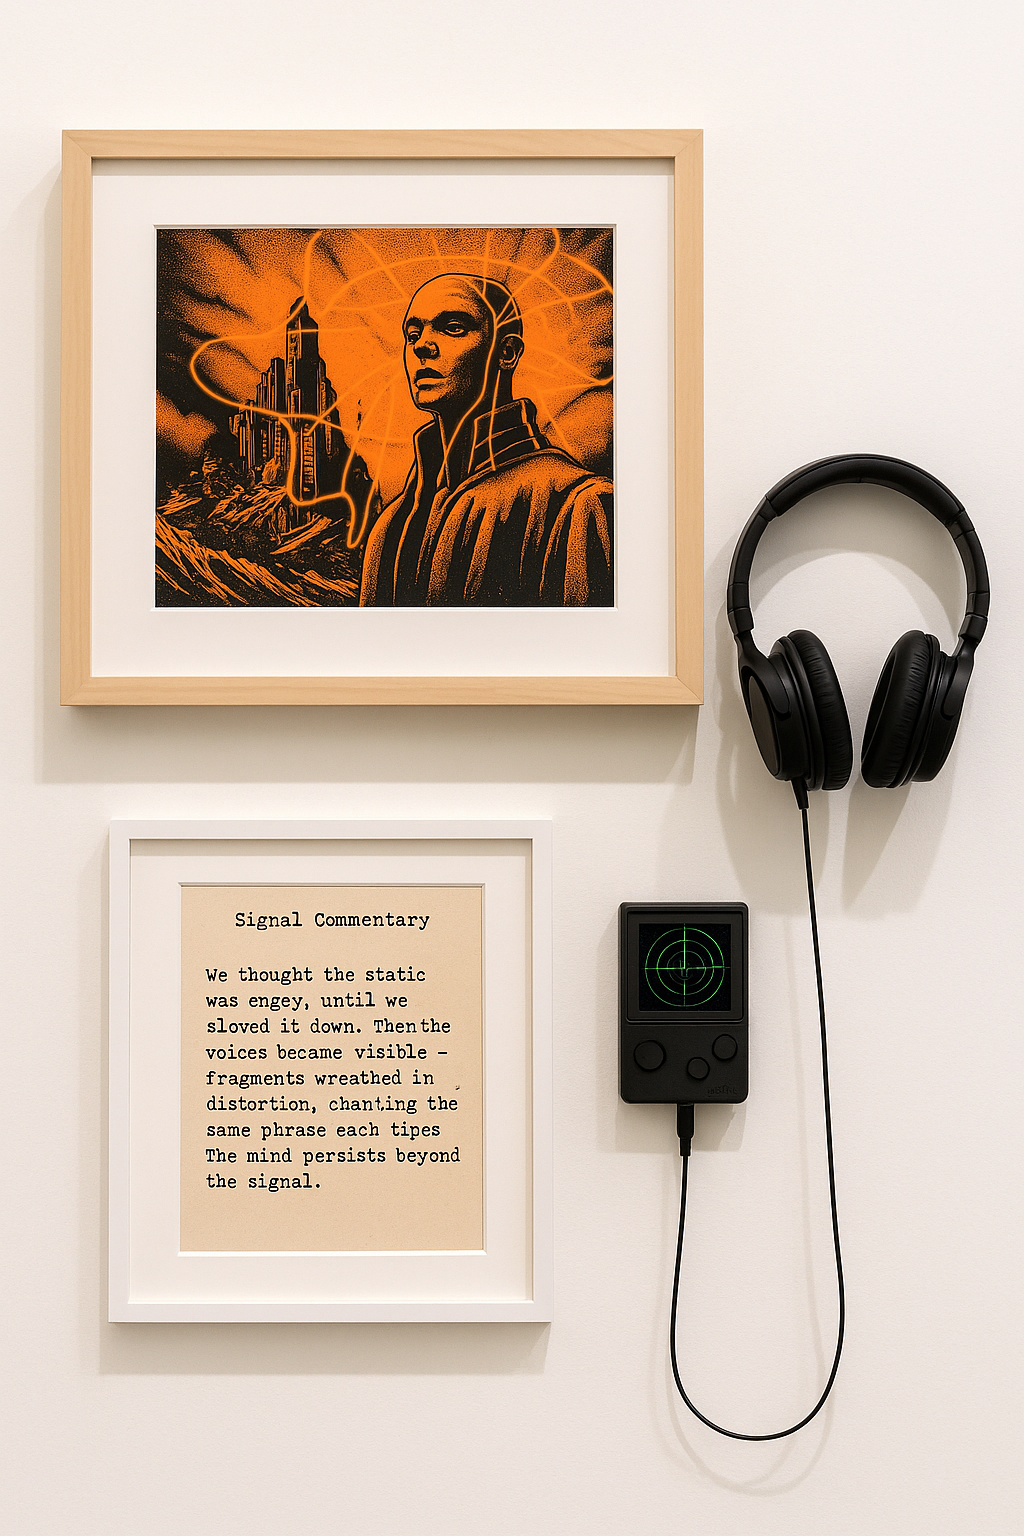 Signal Commentary
We thought the static
was engey, until we
sloved it down. Then the
voices became visible –
fragments wreathed in
distortion, chanting the
same phrase each tipes
The mind persists beyond
the signal.